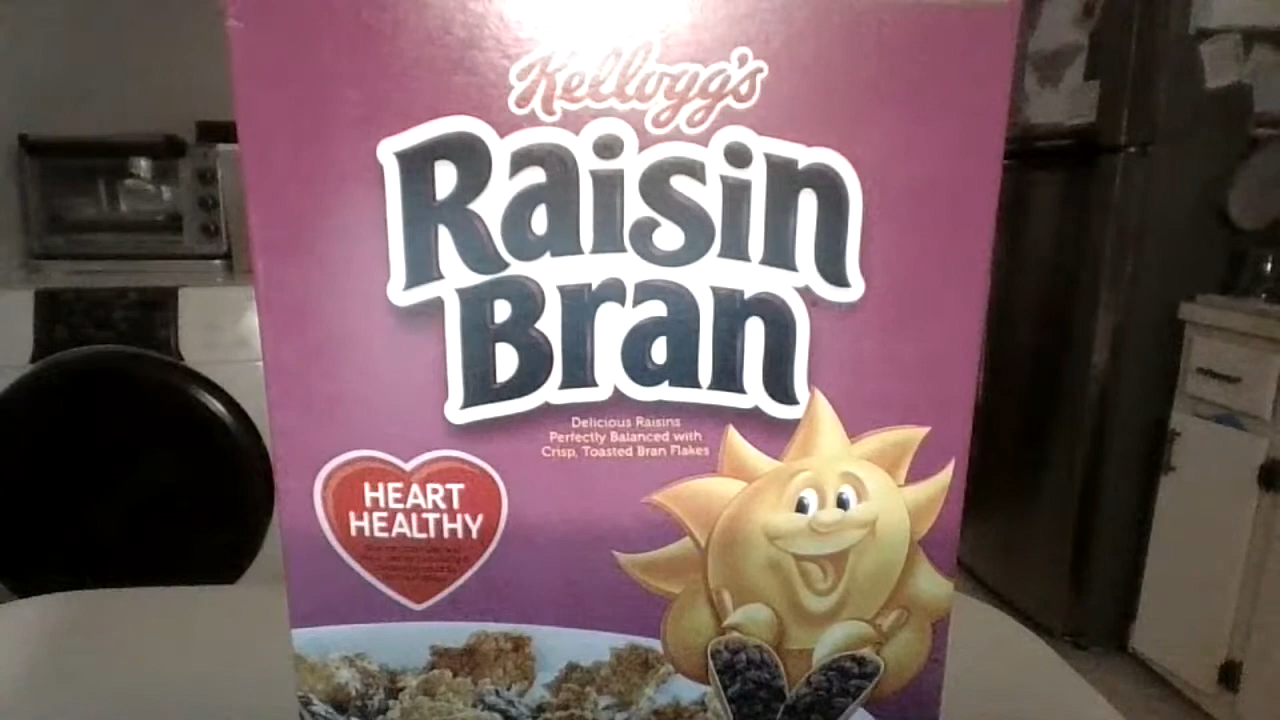 Kellogg's
Raisin
Bran
Delicious Raisins
Perfectly Balanced with
Crisp, Toasted Bran Flakes
HEART
HEALTHY